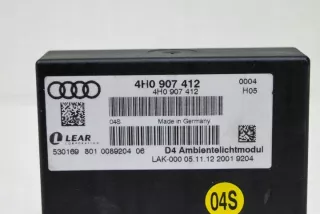 4H0 907 412
4H0 907 412
0004
H05
04S
Made in Germany
LEAR
CORPORATION
530169 801 0089204 06
D4 Ambientelichtmodul
LAK-000 05.11.12 2001 9204
04S